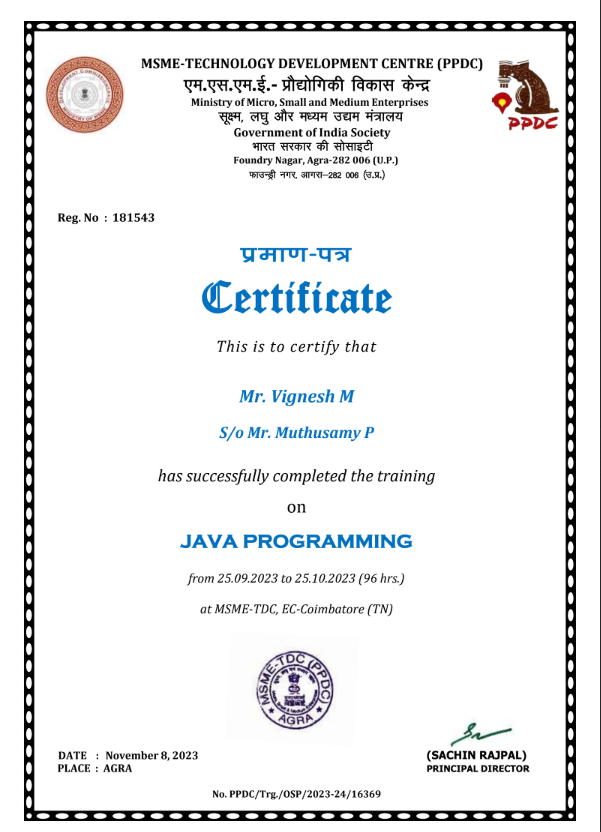 MSME-TECHNOLOGY DEVELOPMENT CENTRE (PPDC)
एम.एस.एम.ई.- प्रौद्योगिकी विकास केन्द्र
Ministry of Micro, Small and Medium Enterprises
सूक्ष्म, लघु और मध्यम उद्यम मंत्रालय
Government of India Society
भारत सरकार की सोसाइटी
Foundry Nagar, Agra-282 006 (U.P.)
फाउन्ड्री नगर, आगरा–282 006 (उ.प्र.)
PPDC
Reg. No : 181543
प्रमाण-पत्र
Certificate
This is to certify that
Mr. Vignesh M
S/o Mr. Muthusamy P
has successfully completed the training
on
JAVA PROGRAMMING
from 25.09.2023 to 25.10.2023 (96 hrs.)
at MSME-TDC, EC-Coimbatore (TN)
MSME-TDC (PPDC)
AGRA
DATE : November 8, 2023
PLACE : AGRA
(SACHIN RAJPAL)
PRINCIPAL DIRECTOR
No. PPDC/Trg./OSP/2023-24/16369